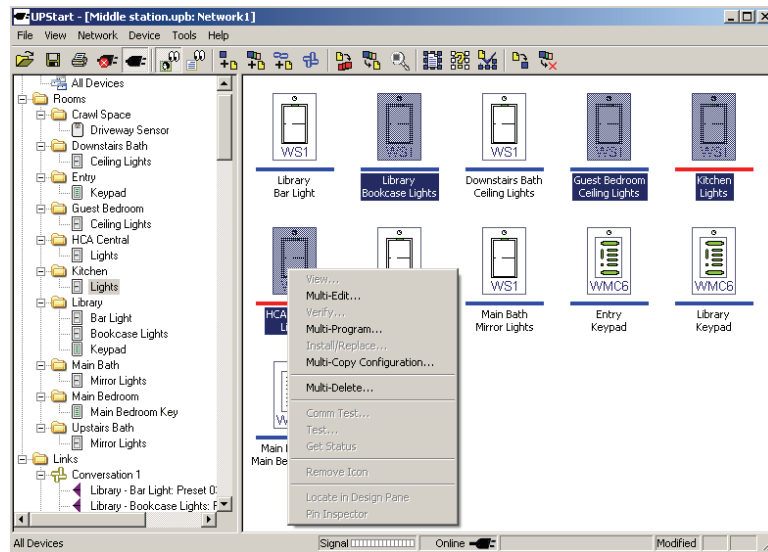 UPStart - [Middle station.upb: Network1]
File View Network Device Tools Help
All Devices
Rooms
Crawl Space
Driveway Sensor
Downstairs Bath
Ceiling Lights
Entry
Keypad
Guest Bedroom
Ceiling Lights
HCA Central
Lights
Kitchen
Lights
Library
Bar Light
Bookcase Lights
Keypad
Main Bath
Mirror Lights
Main Bedroom
Main Bedroom Key
Upstairs Bath
Mirror Lights
Links
Conversation 1
Library - Bar Light: Preset 0:
Library - Bookcase Lights: F
WS1 WS1 WS1 WS1 WS1
Library Library Downstairs Bath Guest Bedroom Kitchen
Bar Light Bookcase Lights Ceiling Lights Ceiling Lights Lights
WS1 WMC6 WMC6
HCA Main Bath Entry Library
Li Mirror Lights Keypad Keypad
Main
Main Be
View...
Multi-Edit...
Verify...
Multi-Program...
Install/Replace...
Multi-Copy Configuration...
Multi-Delete...
Comm Test...
Test...
Get Status
Remove Icon
Locate in Design Pane
Pin Inspector
All Devices Signal Online Modified